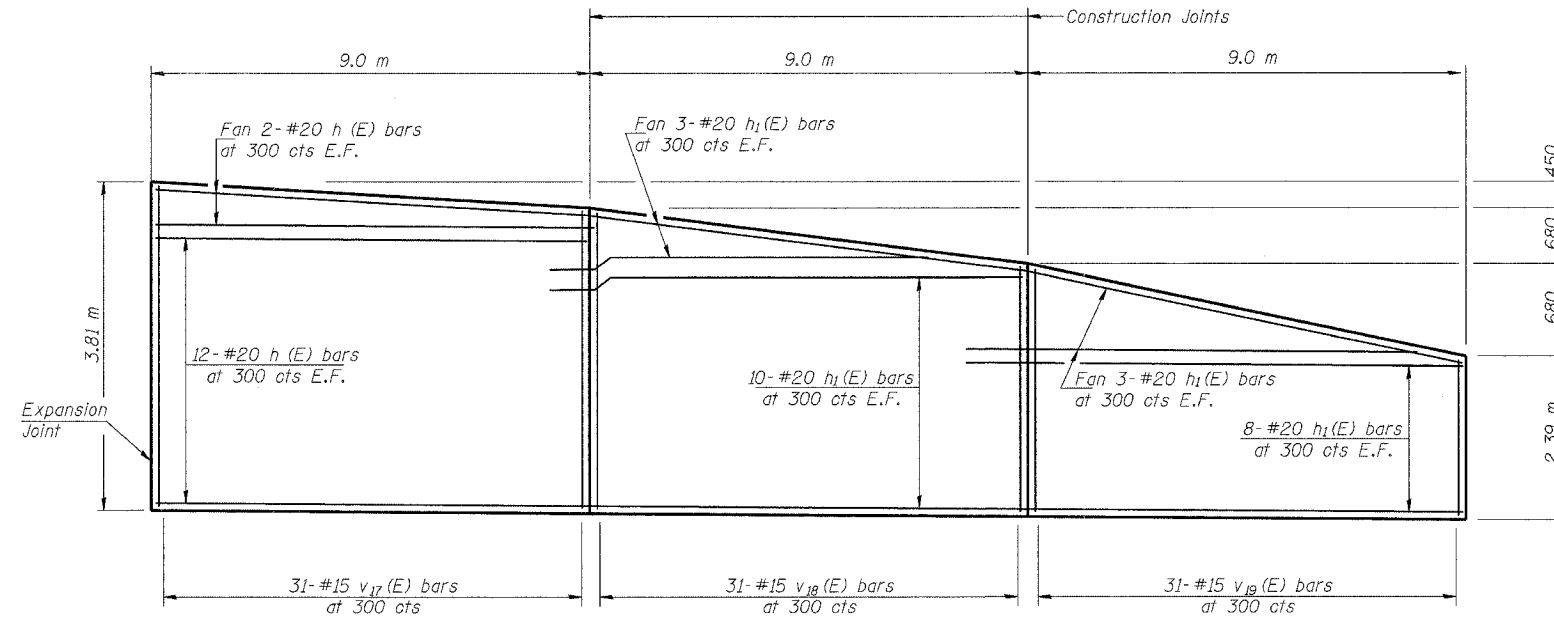 Construction Joints
9.0 m
9.0 m
9.0 m
Fan 2-#20 h (E) bars
at 300 cts E.F.
Fan 3-#20 h1(E) bars
at 300 cts E.F.
450
680
680
2.39 m
3.81 m
12-#20 h (E) bars
at 300 cts E.F.
10-#20 h1(E) bars
at 300 cts E.F.
Fan 3-#20 h1(E) bars
at 300 cts E.F.
8-#20 h1(E) bars
at 300 cts E.F.
Expansion
Joint
31-#15 v17(E) bars
at 300 cts
31-#15 v18(E) bars
at 300 cts
31-#15 v19(E) bars
at 300 cts